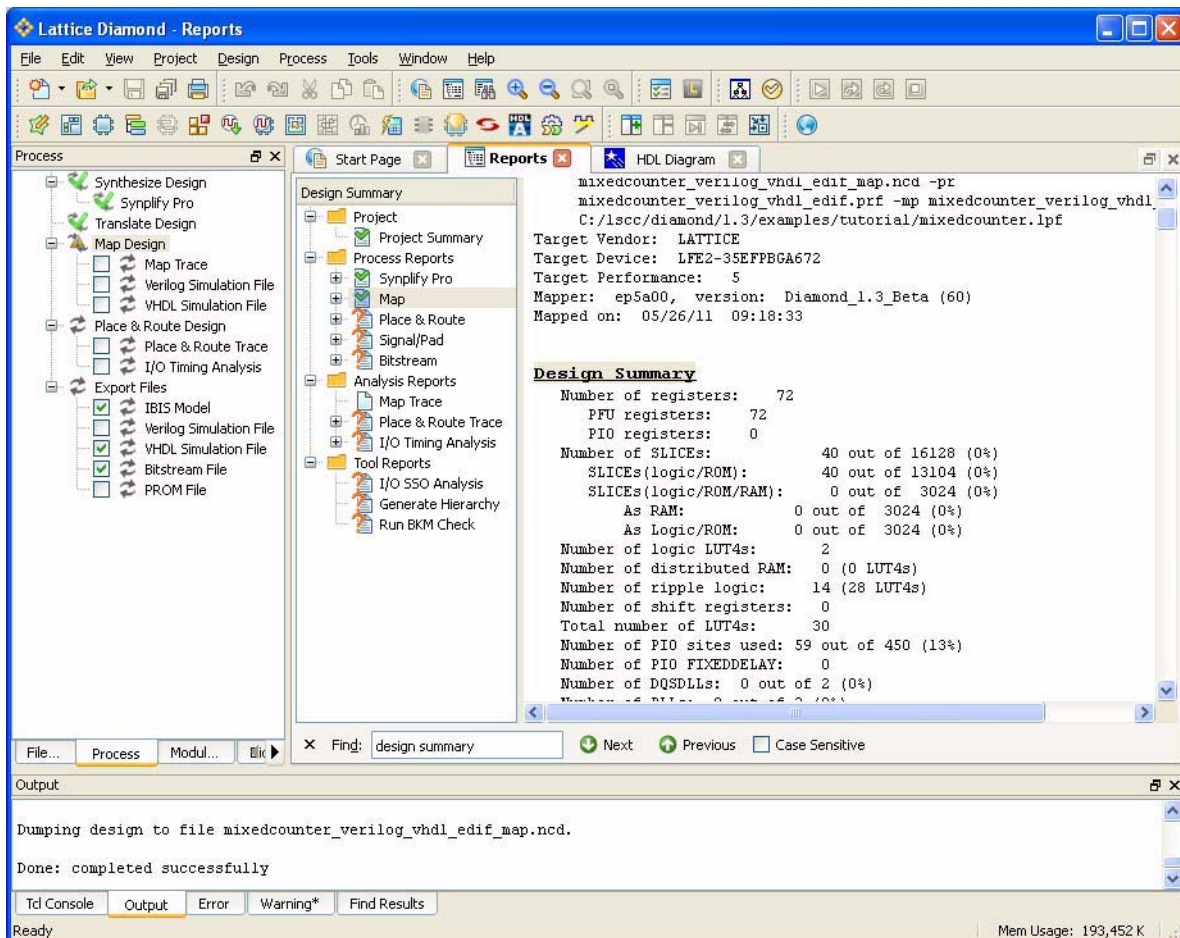 Lattice Diamond - Reports
File Edit View Project Design Process Tools Window Help
Process
Synthesize Design
Synplify Pro
Translate Design
Map Design
Map Trace
Verilog Simulation File
VHDL Simulation File
Place & Route Design
Place & Route Trace
I/O Timing Analysis
Export Files
IBIS Model
Verilog Simulation File
VHDL Simulation File
Bitstream File
PROM File
File... Process Modul...
Start Page Reports HDL Diagram
Design Summary
Project
Project Summary
Process Reports
Synplify Pro
Map
Place & Route
Signal/Pad
Bitstream
Analysis Reports
Map Trace
Place & Route Trace
I/O Timing Analysis
Tool Reports
I/O SSO Analysis
Generate Hierarchy
Run BKM Check
mixedcounter_verilog_vhdl_edif_map.ncd -pr
mixedcounter_verilog_vhdl_edif.prf -mp mixedcounter_verilog_vhdl_
C:/lscc/diamond/1.3/examples/tutorial/mixedcounter.lpf
Target Vendor: LATTICE
Target Device: LFE2-35EFPBGA672
Target Performance: 5
Mapper: ep5a00, version: Diamond_1.3_Beta (60)
Mapped on: 05/26/11 09:18:33
Design Summary
Number of registers: 72
PFU registers: 72
PIO registers: 0
Number of SLICEs: 40 out of 16128 (0%)
SLICEs(logic/ROM): 40 out of 13104 (0%)
SLICEs(logic/ROM/RAM): 0 out of 3024 (0%)
As RAM: 0 out of 3024 (0%)
As Logic/ROM: 0 out of 3024 (0%)
Number of logic LUT4s: 2
Number of distributed RAM: 0 (0 LUT4s)
Number of ripple logic: 14 (28 LUT4s)
Number of shift registers: 0
Total number of LUT4s: 30
Number of PIO sites used: 59 out of 450 (13%)
Number of PIO FIXEDDELAY: 0
Number of DQSDLLs: 0 out of 2 (0%)
Find: design summary Next Previous Case Sensitive
Output
Dumping design to file mixedcounter_verilog_vhdl_edif_map.ncd.
Done: completed successfully
Tcl Console Output Error Warning* Find Results
Ready Mem Usage: 193,452 K